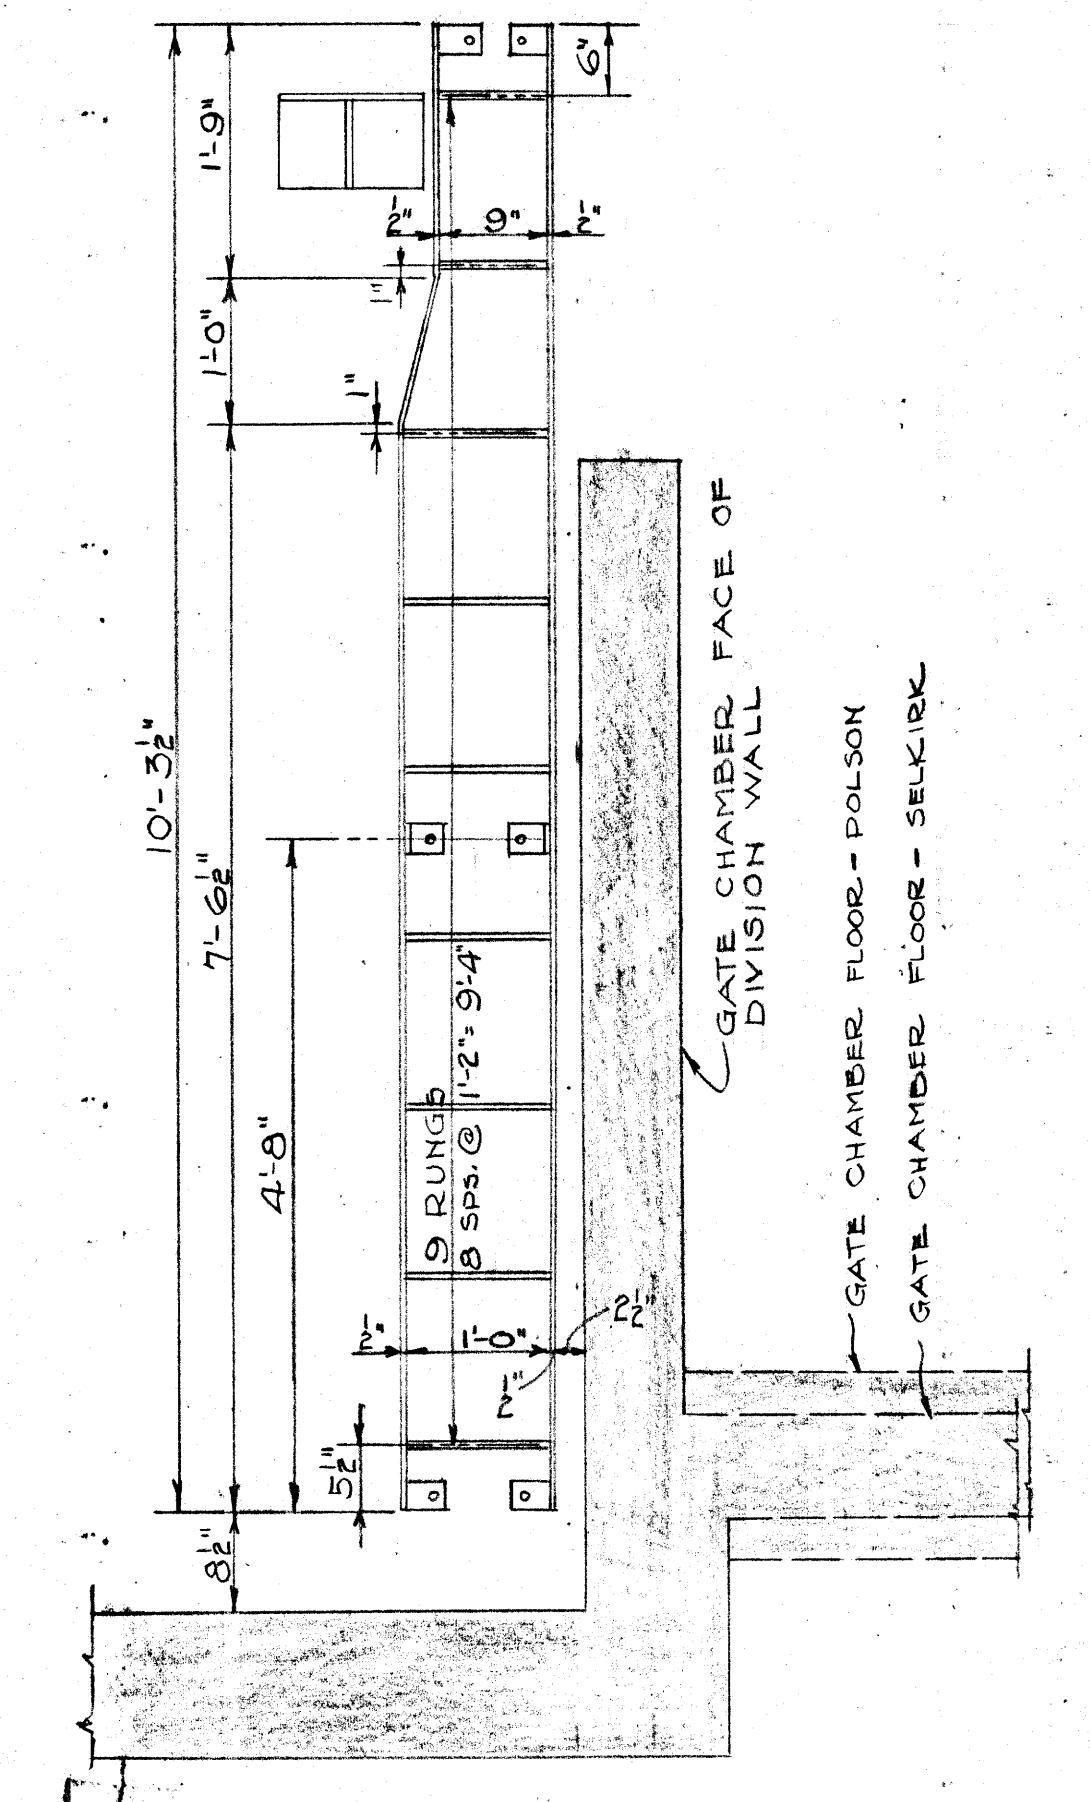 10'-3½"
1'-9"
1'-0"
7'-6½"
8½"
4'-8"
6"
½"
9"
½"
1"
1"
9 RUNGS
8 SPS. @ 1'-2" = 9'-4"
½"
1'-0"
½"
2½"
5½"
GATE CHAMBER FACE OF
DIVISION WALL
GATE CHAMBER FLOOR - POLSON
GATE CHAMBER FLOOR - SELKIRK